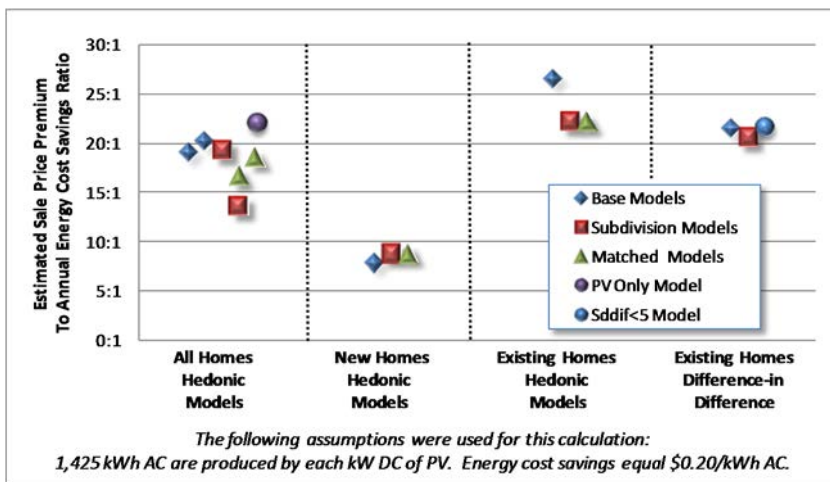 Estimated Sale Price Premium
To Annual Energy Cost Savings Ratio
30:1
25:1
20:1
15:1
10:1
5:1
0:1
Base Models
Subdivision Models
Matched Models
PV Only Model
Sddif<5 Model
All Homes
Hedonic
Models
New Homes
Hedonic
Models
Existing Homes
Hedonic
Models
Existing Homes
Difference-in
Difference
The following assumptions were used for this calculation:
1,425 kWh AC are produced by each kW DC of PV. Energy cost savings equal $0.20/kWh AC.